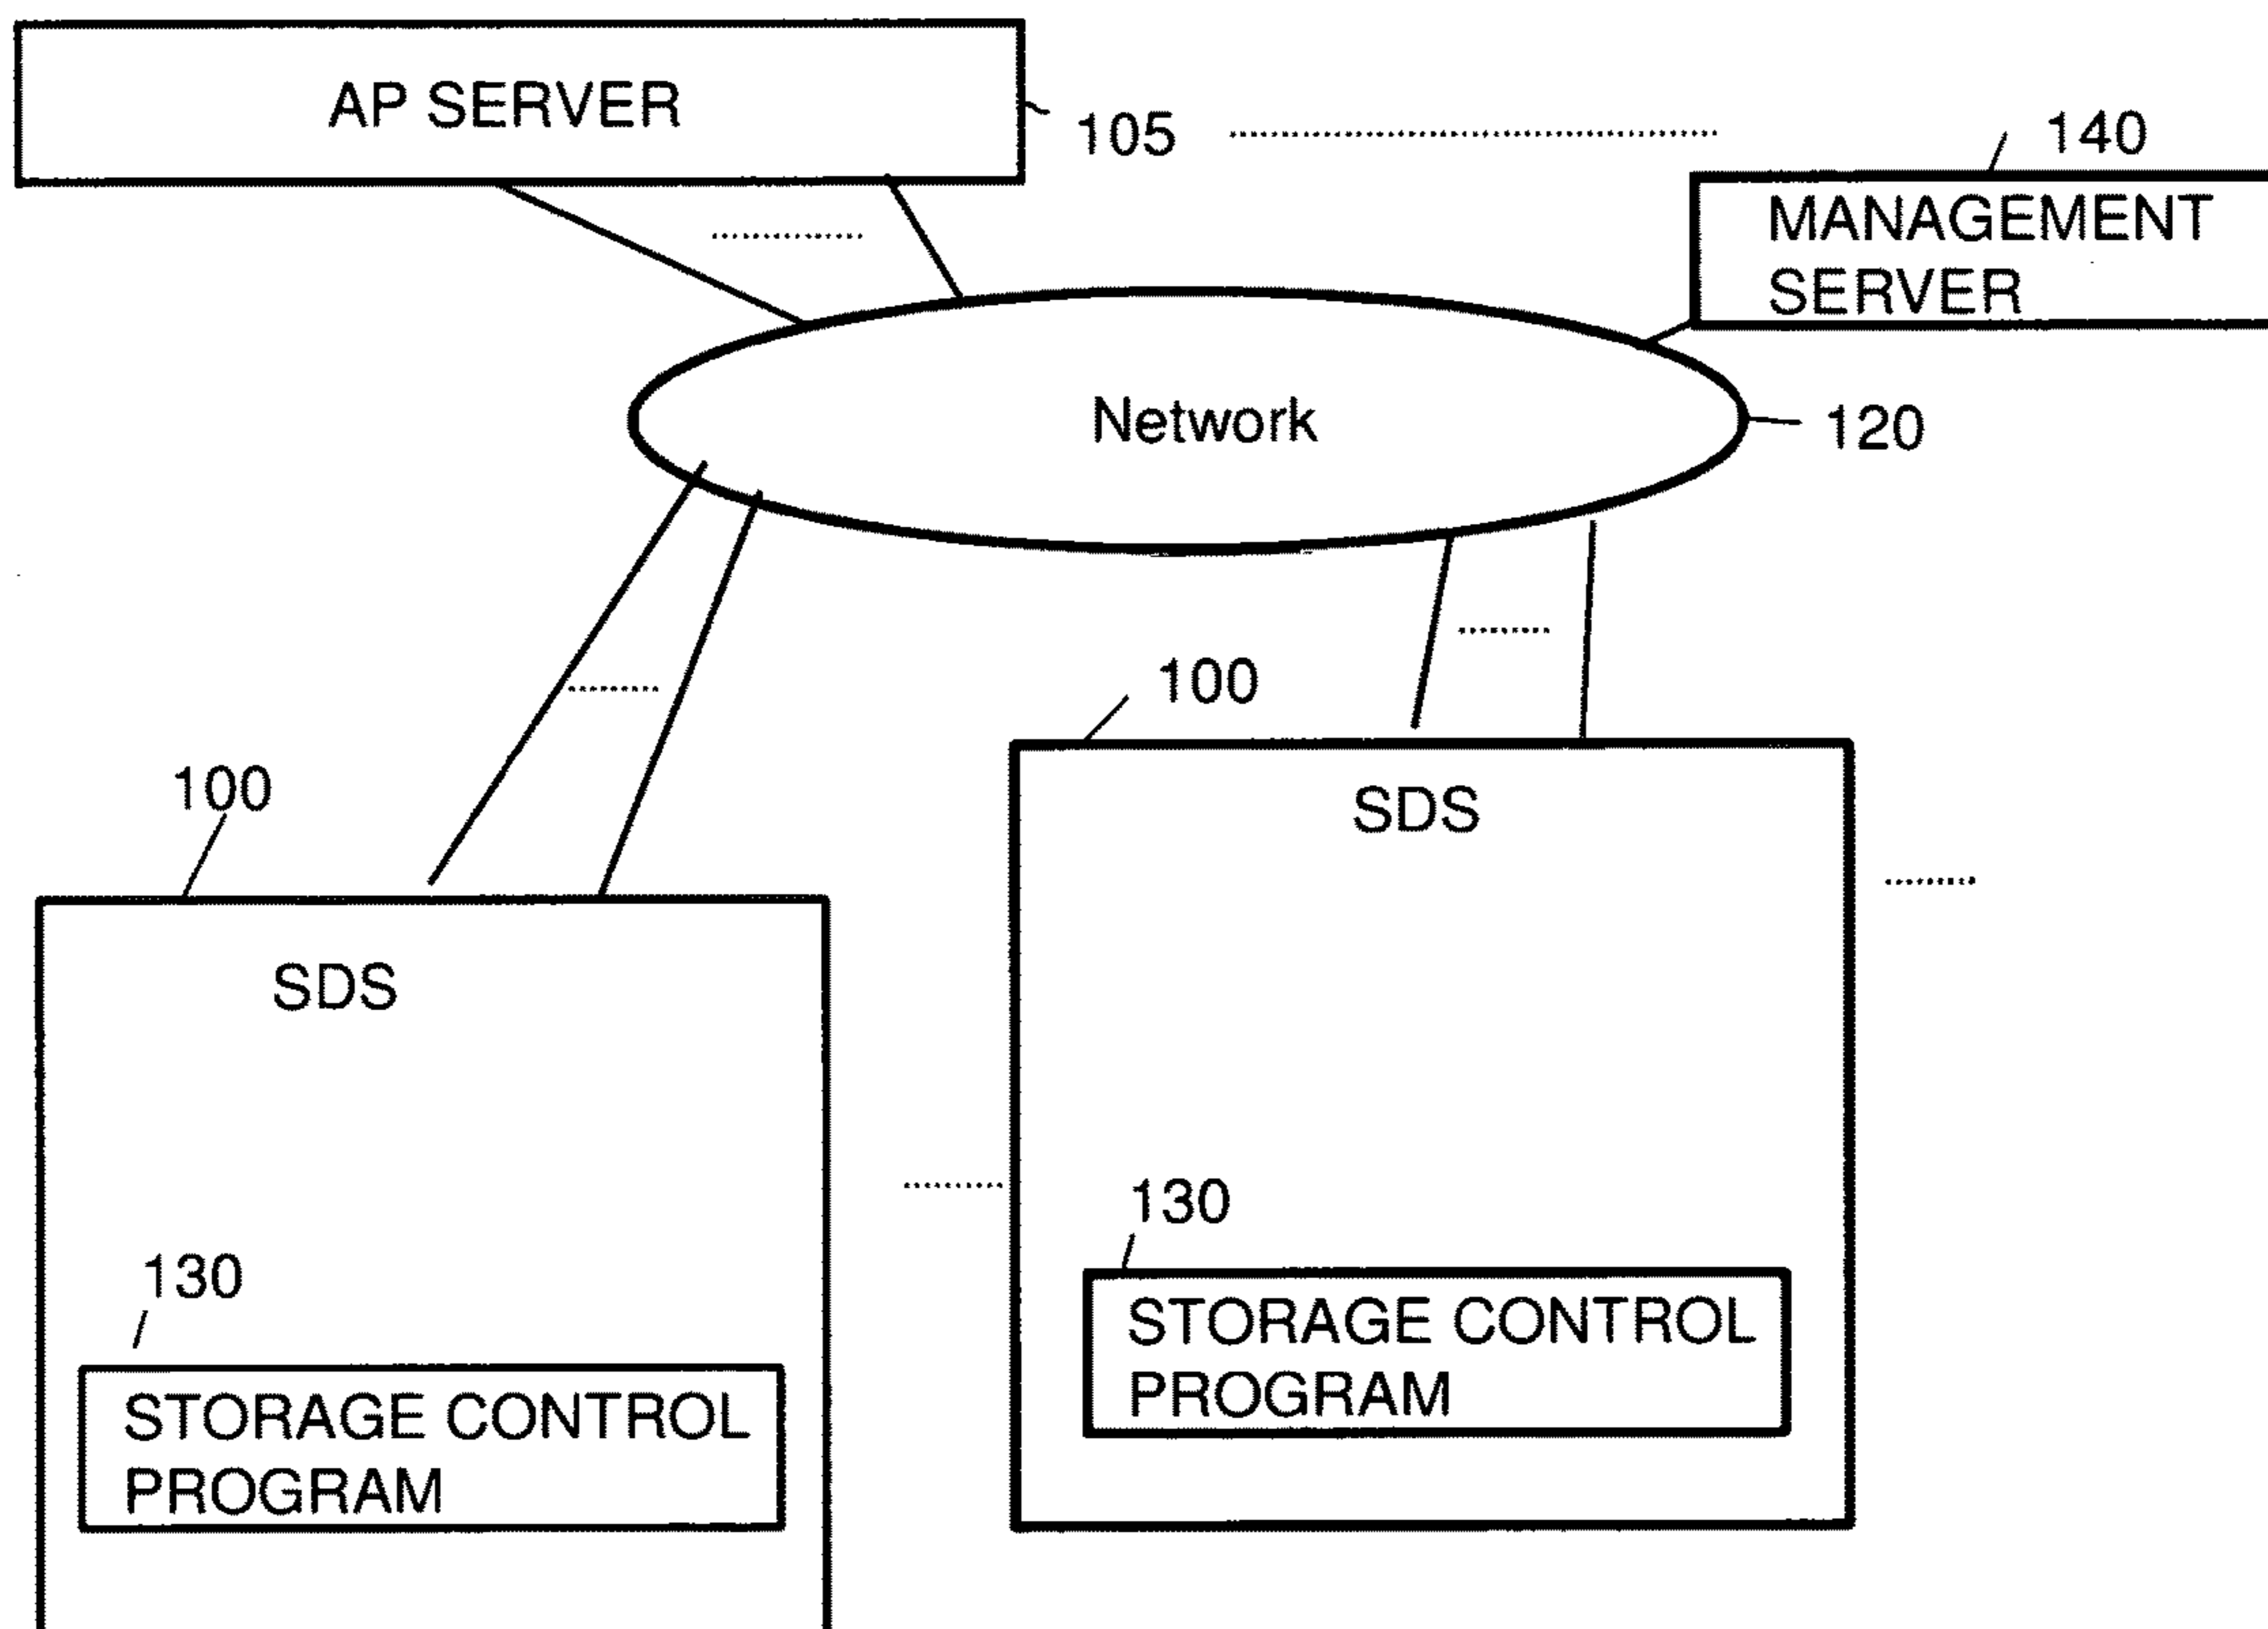 AP SERVER
105
140
MANAGEMENT
SERVER
Network
120
100
SDS
100
SDS
130
STORAGE CONTROL
PROGRAM
130
STORAGE CONTROL
PROGRAM